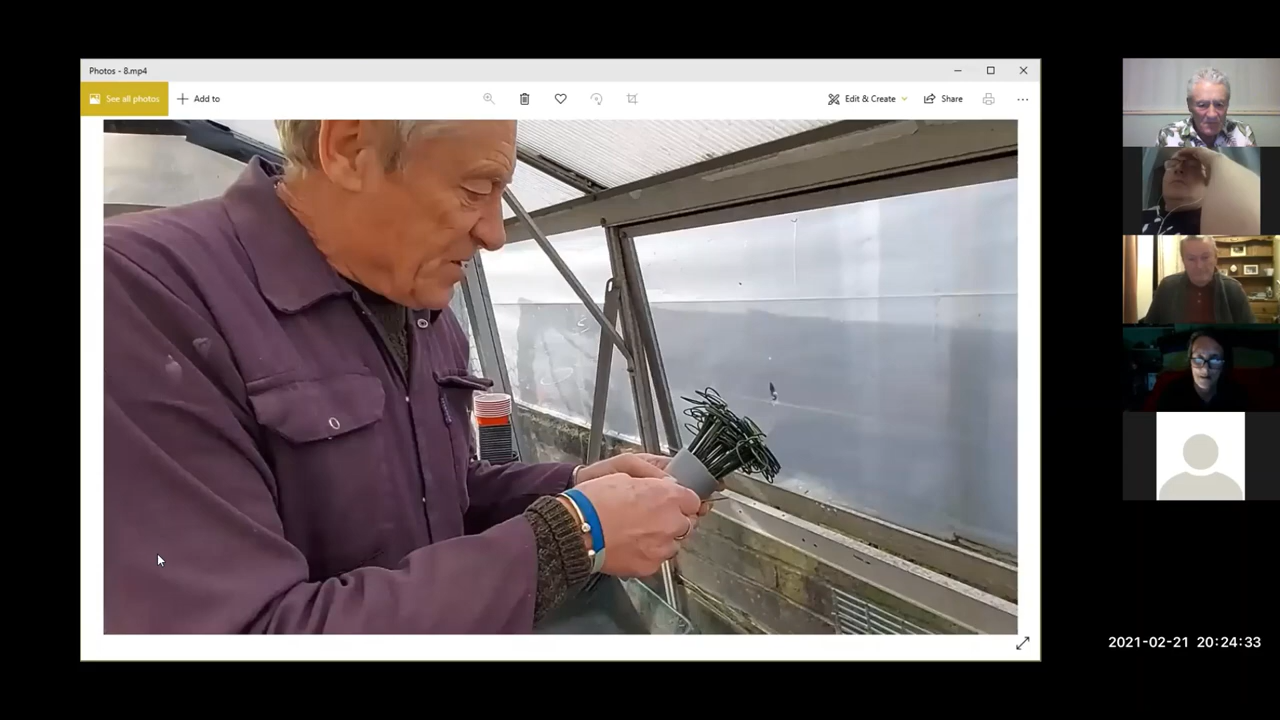 Photos - 8.mp4
See all photos
Add to
Edit & Create
Share
2021-02-21 20:24:33